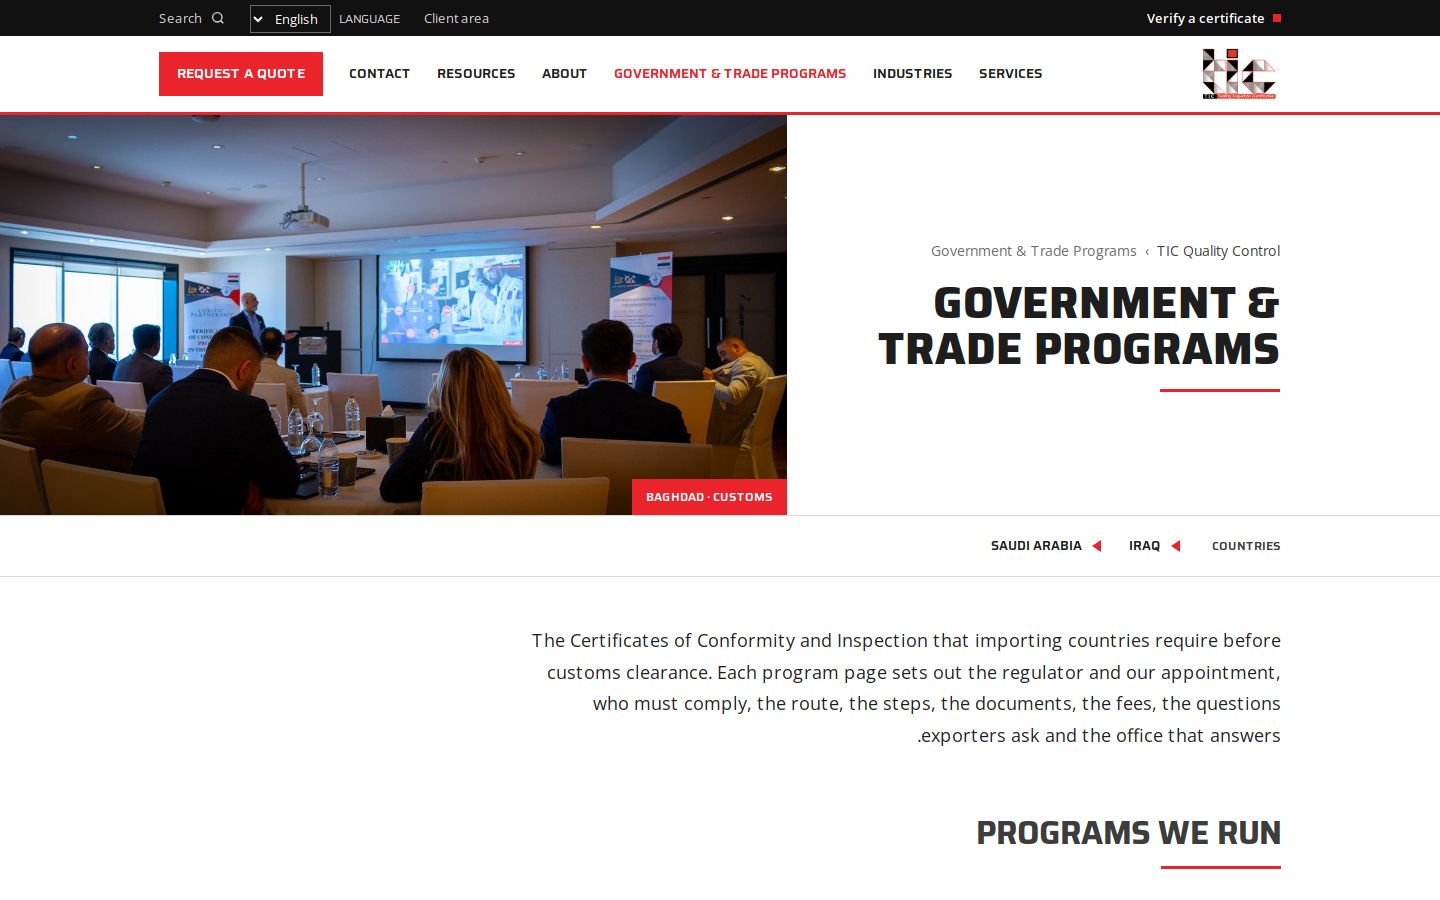 Verify a certificate
Client area
LANGUAGE
English
Search
tic
SERVICES
INDUSTRIES
GOVERNMENT & TRADE PROGRAMS
ABOUT
RESOURCES
CONTACT
REQUEST A QUOTE
TIC Quality Control ‹ Government & Trade Programs
GOVERNMENT &
TRADE PROGRAMS
BAGHDAD · CUSTOMS
COUNTRIES
IRAQ
SAUDI ARABIA
The Certificates of Conformity and Inspection that importing countries require before
customs clearance. Each program page sets out the regulator and our appointment,
who must comply, the route, the steps, the documents, the fees, the questions
.exporters ask and the office that answers
PROGRAMS WE RUN